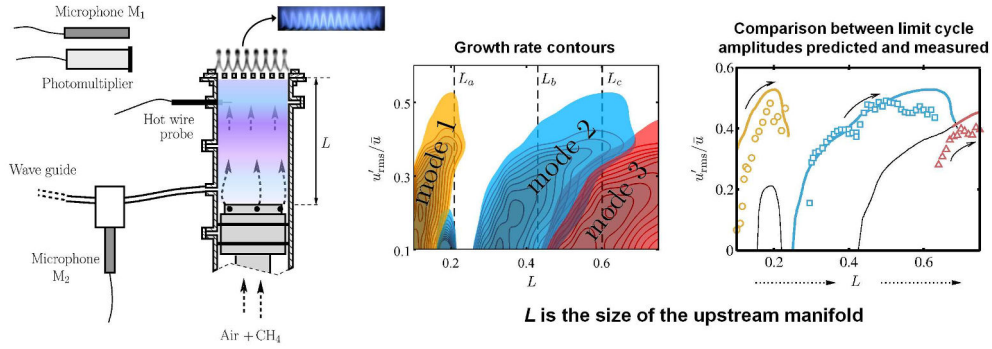 Microphone M₁
Photomultiplier
Hot wire
probe
L
Wave guide
Microphone
M₂
Air + CH₄
Growth rate contours
L_a
L_b
L_c
0.5
0.3
0.1
u′rms/ū
mode 1
mode 2
mode 3
0.2
0.4
0.6
L
Comparison between limit cycle
amplitudes predicted and measured
0.6
0.4
0.2
0
u′rms/ū
0.2
0.4
L
0.6
L is the size of the upstream manifold